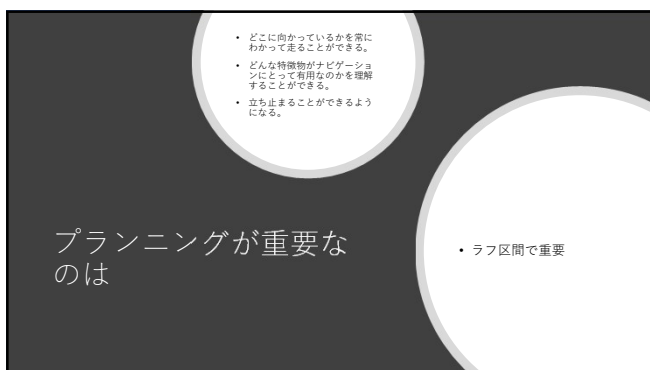 • どこに向かっているかを常に
わかって走ることができる。
• どんな特徴物がナビゲーショ
ンにとって有用なのかを理解
することができる。
• 立ち止まることができるよう
になる。
プランニングが重要な
のは
• ラフ区間で重要